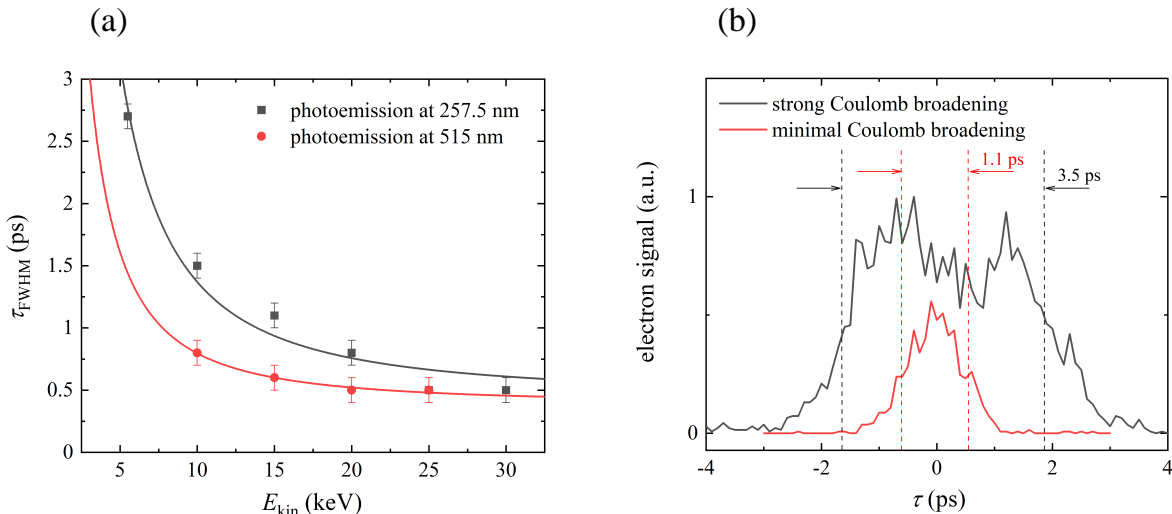 (a)
3
2.5
2
1.5
1
0.5
0
5
10
15
20
25
30
τFWHM (ps)
Ekin (keV)
photoemission at 257.5 nm
photoemission at 515 nm
(b)
strong Coulomb broadening
minimal Coulomb broadening
1.1 ps
3.5 ps
1
0
electron signal (a.u.)
-4
-2
0
2
4
τ (ps)